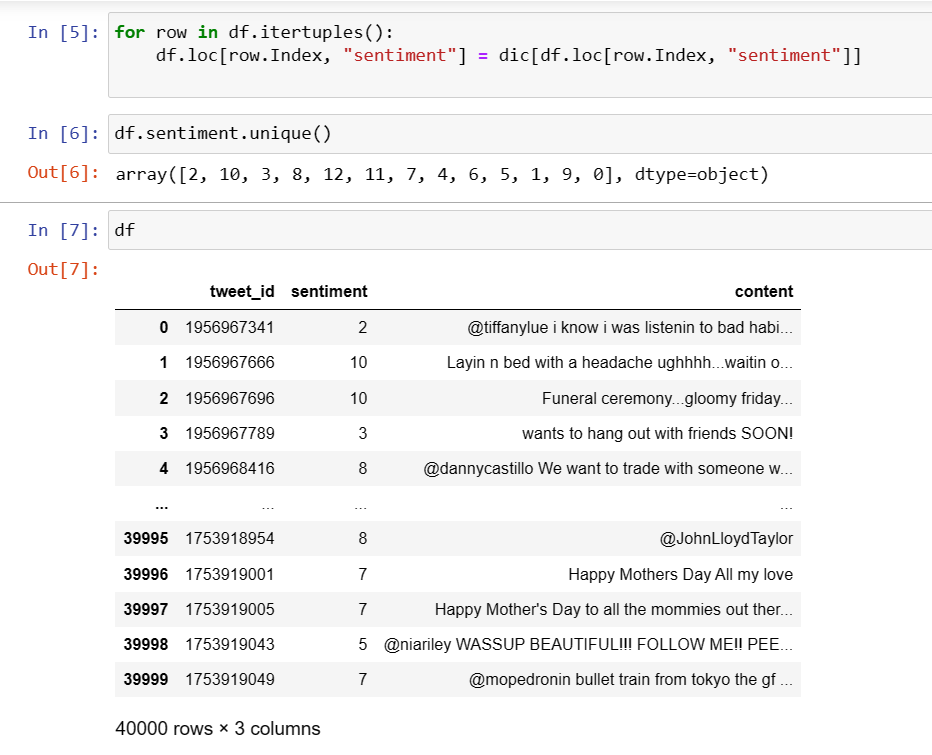 In [5]: for row in df.itertuples():
df.loc[row.Index, "sentiment"] = dic[df.loc[row.Index, "sentiment"]]
In [6]: df.sentiment.unique()
Out[6]: array([2, 10, 3, 8, 12, 11, 7, 4, 6, 5, 1, 9, 0], dtype=object)
In [7]: df
Out[7]:
tweet_id sentiment content
0 1956967341 2 @tiffanylue i know i was listenin to bad habi...
1 1956967666 10 Layin n bed with a headache ughhhh...waitin o...
2 1956967696 10 Funeral ceremony...gloomy friday...
3 1956967789 3 wants to hang out with friends SOON!
4 1956968416 8 @dannycastillo We want to trade with someone w...
... ... ... ...
39995 1753918954 8 @JohnLloydTaylor
39996 1753919001 7 Happy Mothers Day All my love
39997 1753919005 7 Happy Mother's Day to all the mommies out ther...
39998 1753919043 5 @niariley WASSUP BEAUTIFUL!!! FOLLOW ME!! PEE...
39999 1753919049 7 @mopedronin bullet train from tokyo the gf ...
40000 rows × 3 columns